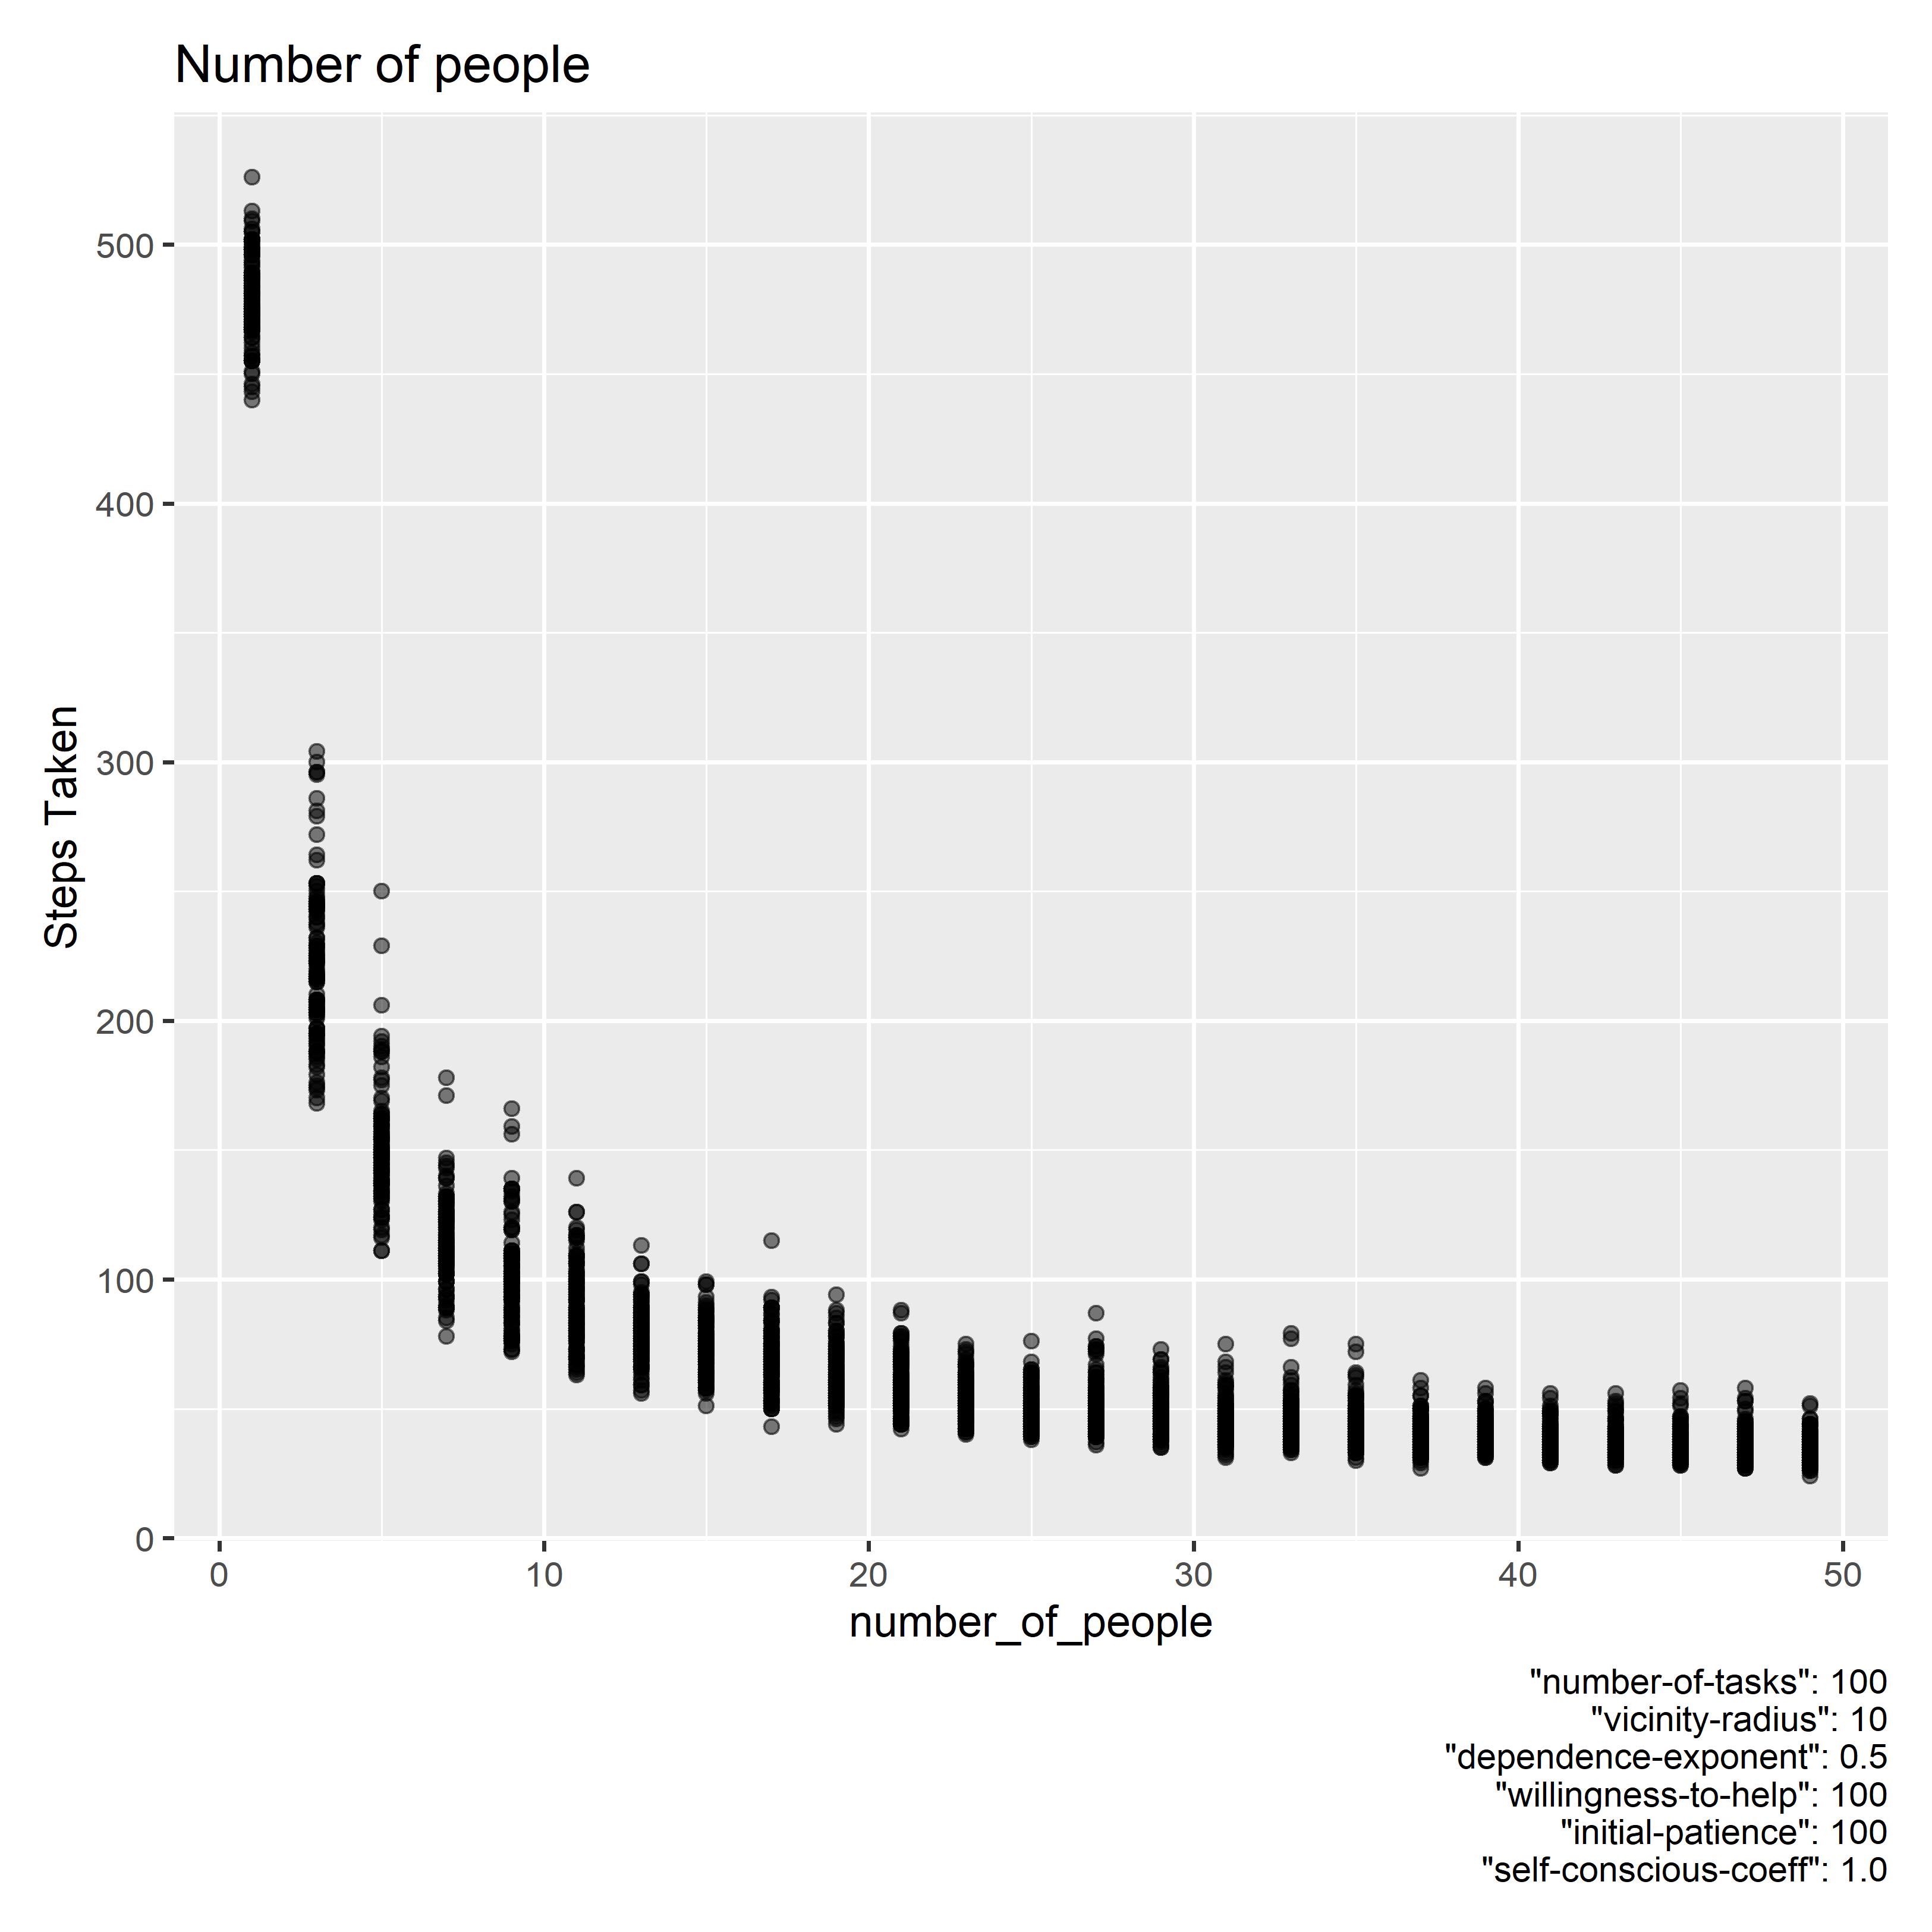 Number of people
500
400
300
200
100
0
Steps Taken
0 10 20 30 40 50
number_of_people
"number-of-tasks": 100
"vicinity-radius": 10
"dependence-exponent": 0.5
"willingness-to-help": 100
"initial-patience": 100
"self-conscious-coeff": 1.0